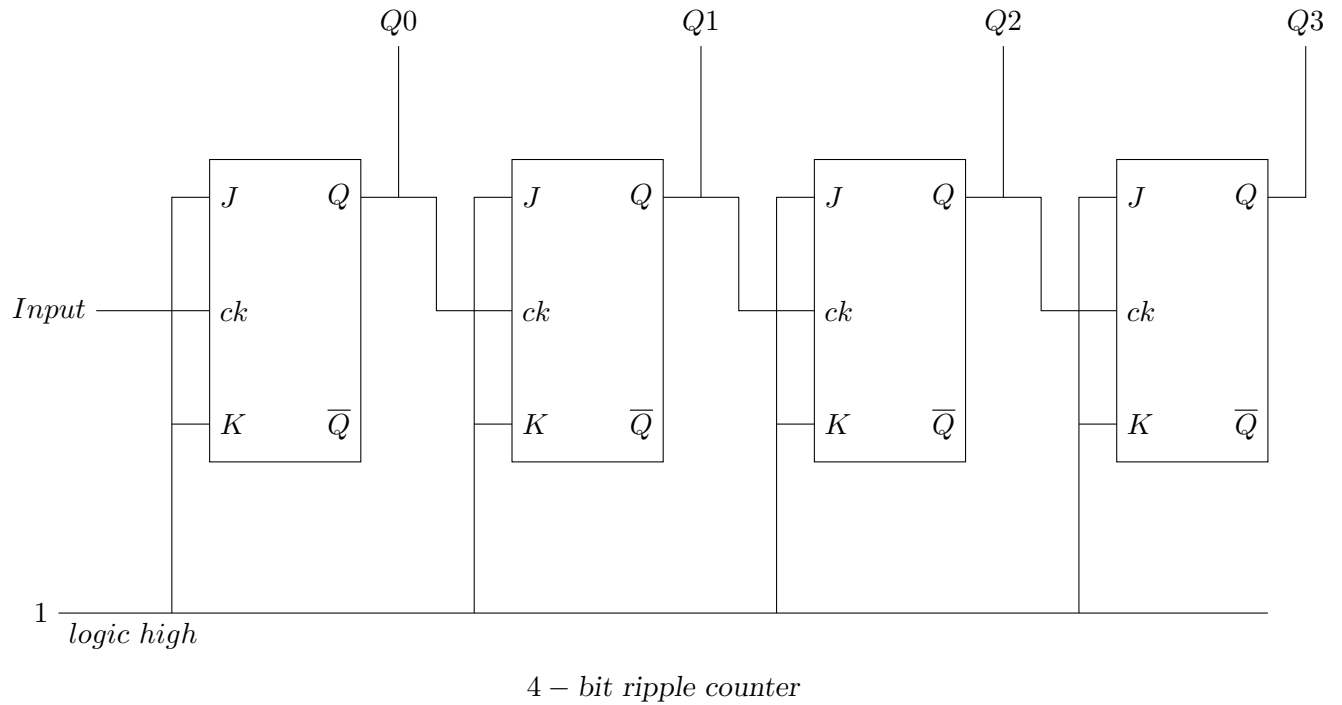 Q0 Q1 Q2 Q3
J Q J Q J Q J Q
Input ck ck ck ck
K Q̅ K Q̅ K Q̅ K Q̅
1
logic high
4 − bit ripple counter